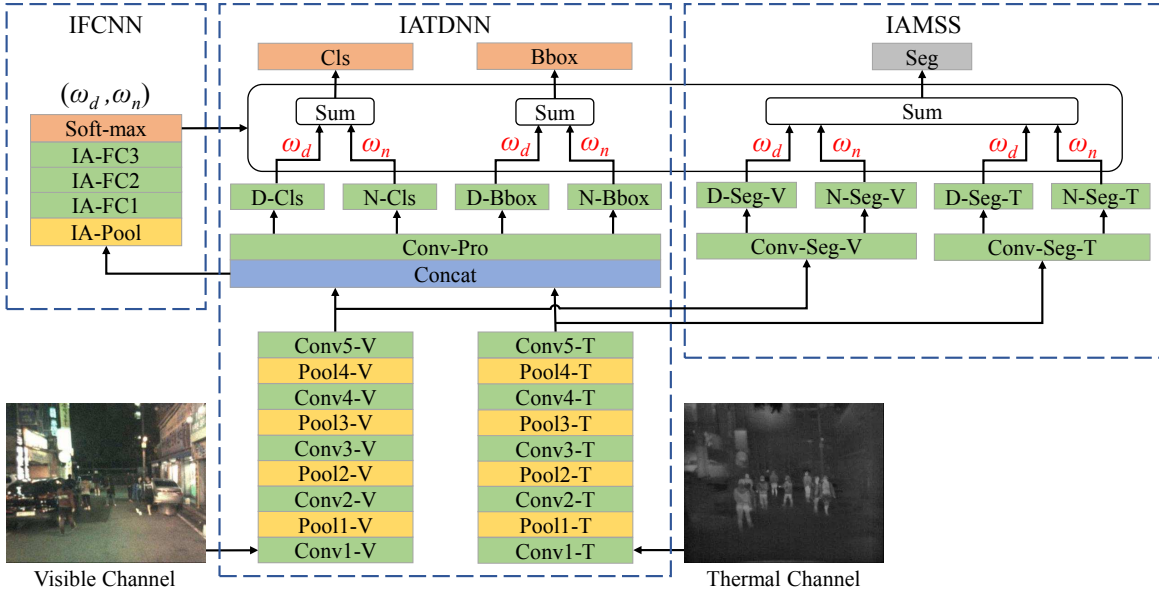 IFCNN
IATDNN
IAMSS
Cls
Bbox
Seg
(ω_d, ω_n)
Sum
Sum
Sum
Soft-max
IA-FC3
IA-FC2
IA-FC1
IA-Pool
ω_d
ω_n
ω_d
ω_n
ω_d
ω_n
ω_d
ω_n
D-Cls
N-Cls
D-Bbox
N-Bbox
D-Seg-V
N-Seg-V
D-Seg-T
N-Seg-T
Conv-Pro
Concat
Conv-Seg-V
Conv-Seg-T
Conv5-V
Pool4-V
Conv4-V
Pool3-V
Conv3-V
Pool2-V
Conv2-V
Pool1-V
Conv1-V
Conv5-T
Pool4-T
Conv4-T
Pool3-T
Conv3-T
Pool2-T
Conv2-T
Pool1-T
Conv1-T
Visible Channel
Thermal Channel